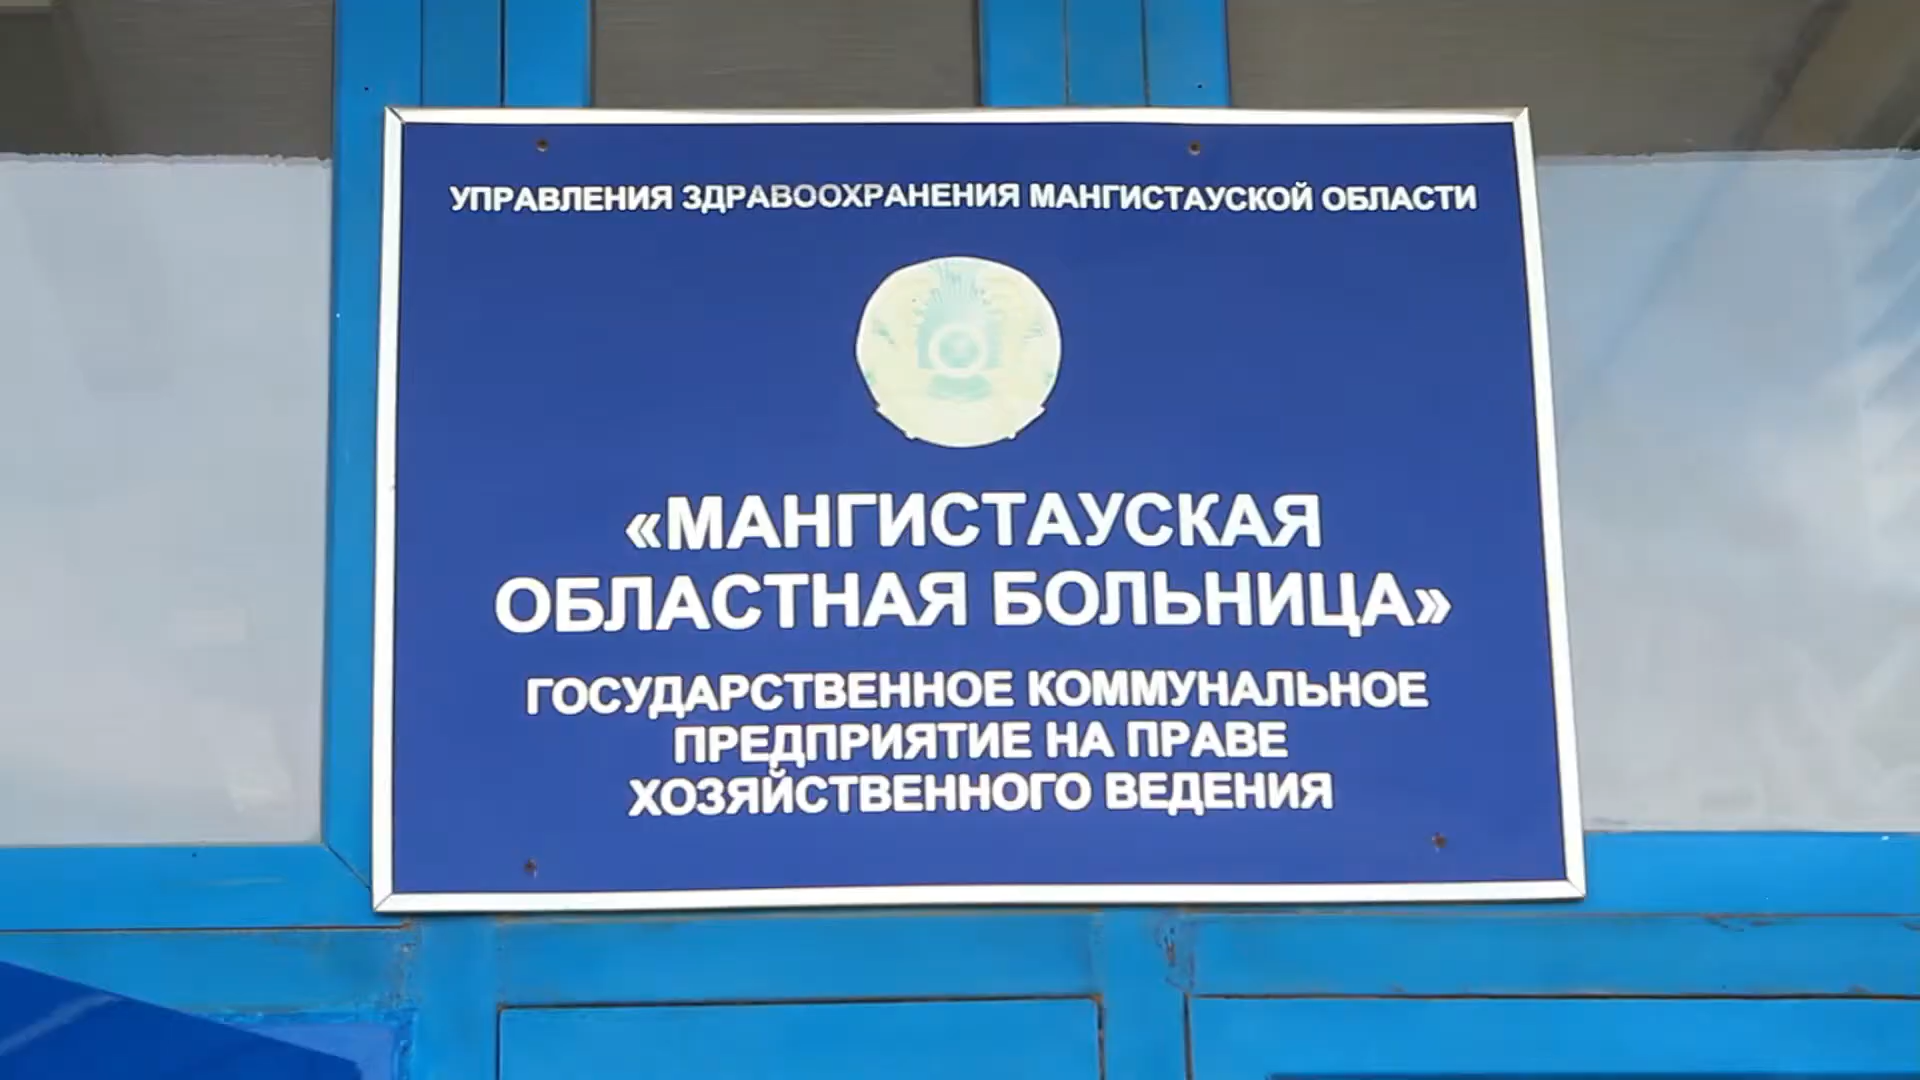 УПРАВЛЕНИЯ ЗДРАВООХРАНЕНИЯ МАНГИСТАУСКОЙ ОБЛАСТИ
«МАНГИСТАУСКАЯ
ОБЛАСТНАЯ БОЛЬНИЦА»
ГОСУДАРСТВЕННОЕ КОММУНАЛЬНОЕ
ПРЕДПРИЯТИЕ НА ПРАВЕ
ХОЗЯЙСТВЕННОГО ВЕДЕНИЯ